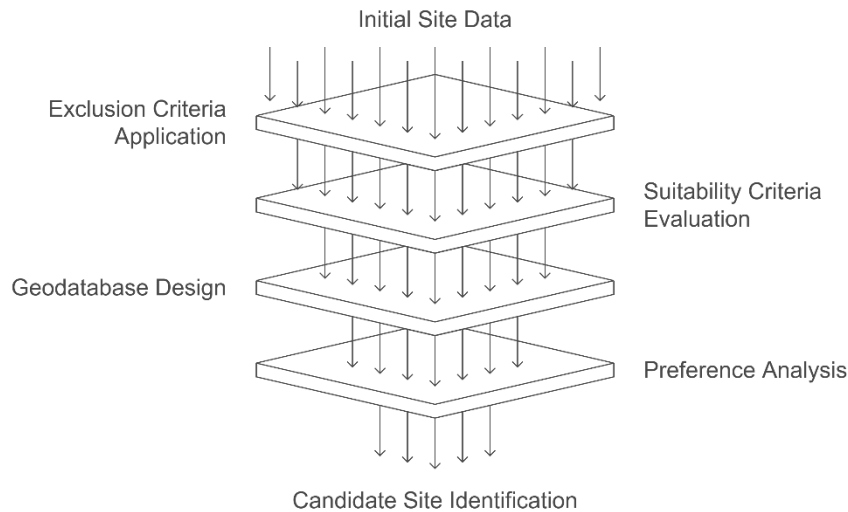 Initial Site Data
Exclusion Criteria
Application
Suitability Criteria
Evaluation
Geodatabase Design
Preference Analysis
Candidate Site Identification